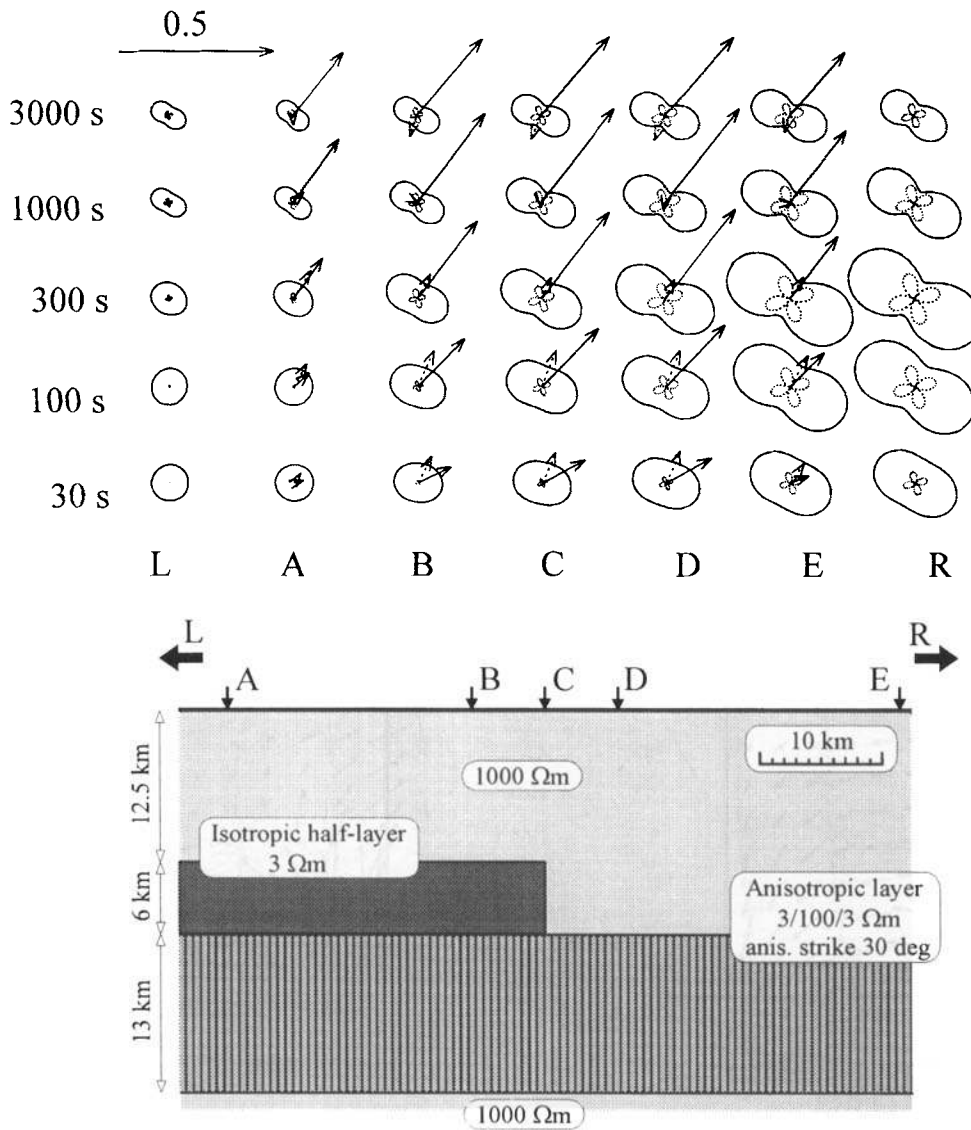 0.5
3000 s
1000 s
300 s
100 s
30 s
L A B C D E R
L R
A B C D E
10 km
12.5 km
1000 Ωm
Isotropic half-layer
3 Ωm
6 km
Anisotropic layer
3/100/3 Ωm
anis. strike 30 deg
13 km
1000 Ωm